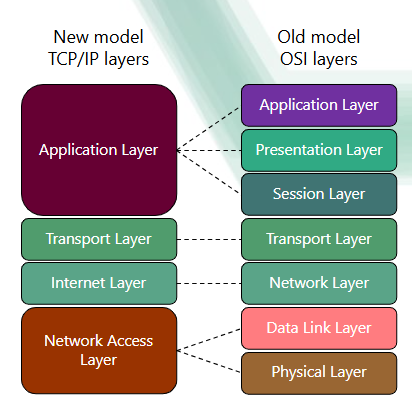 New model
TCP/IP layers
Old model
OSI layers
Application Layer
Application Layer
Presentation Layer
Session Layer
Transport Layer
Transport Layer
Internet Layer
Network Layer
Network Access
Layer
Data Link Layer
Physical Layer